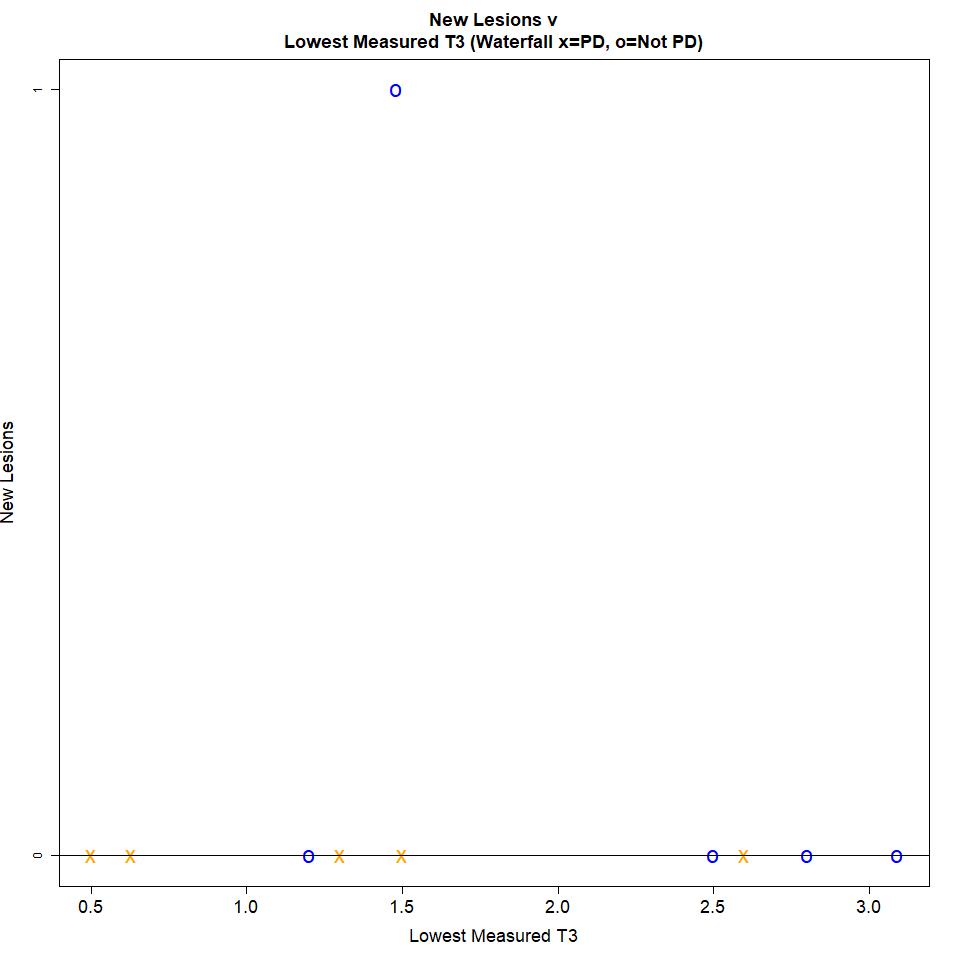 New Lesions v
Lowest Measured T3 (Waterfall x=PD, o=Not PD)
1
o
New Lesions
0
x x o x x o x o o
0.5 1.0 1.5 2.0 2.5 3.0
Lowest Measured T3